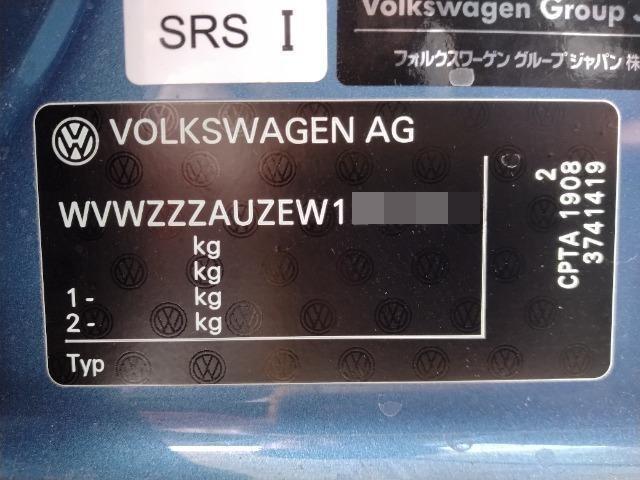 SRS I
Volkswagen Group
フォルクスワーゲン グループ ジャパン 株
VOLKSWAGEN AG
WVWZZZAUZEW1
kg
kg
1 - kg
2 - kg
Typ
2
CPTA 1908
3741419